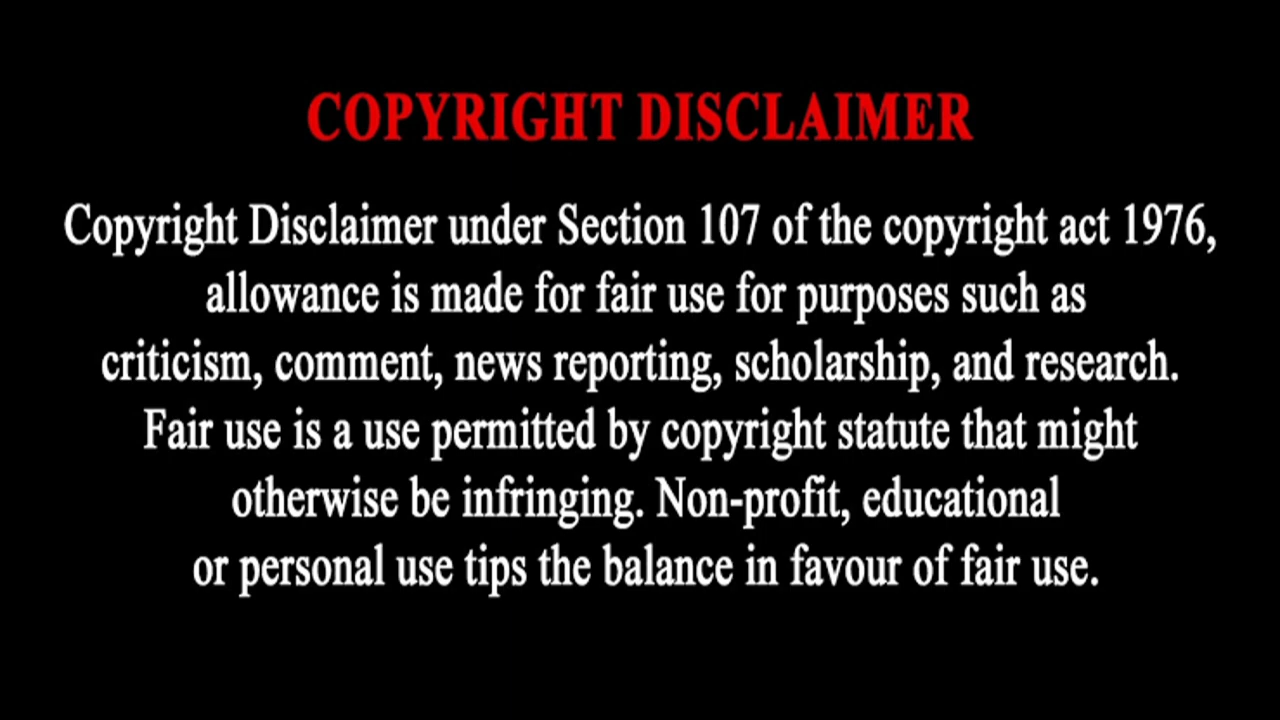 COPYRIGHT DISCLAIMER
Copyright Disclaimer under Section 107 of the copyright act 1976,
allowance is made for fair use for purposes such as
criticism, comment, news reporting, scholarship, and research.
Fair use is a use permitted by copyright statute that might
otherwise be infringing. Non-profit, educational
or personal use tips the balance in favour of fair use.